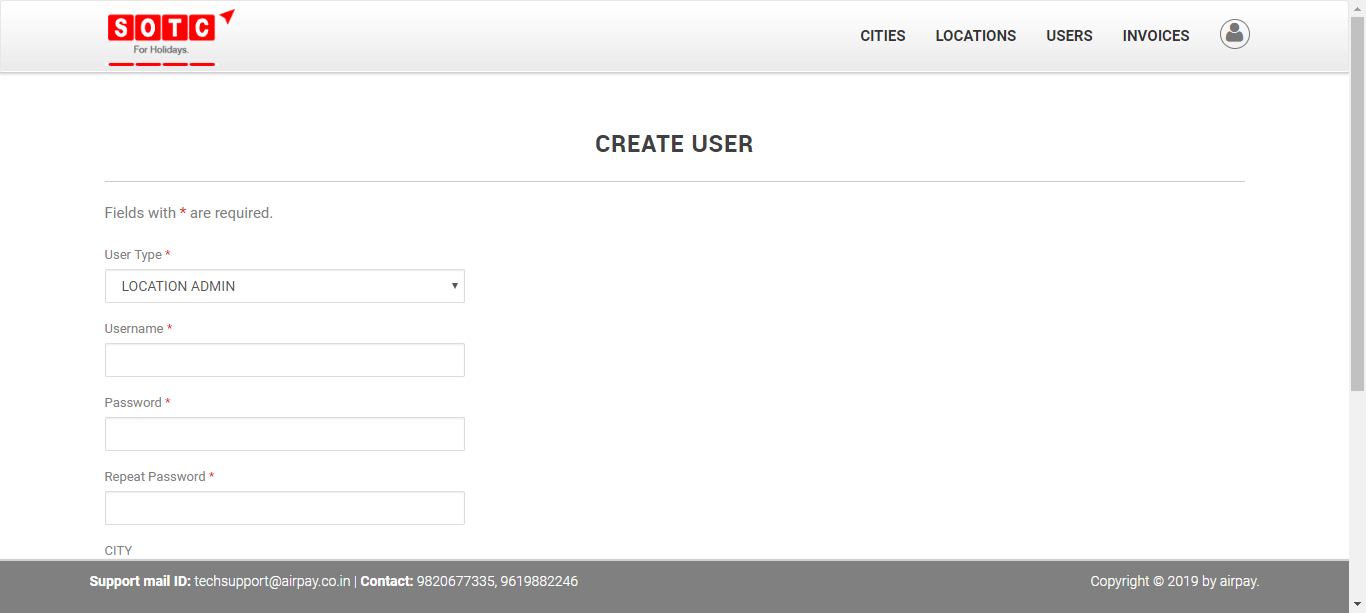 SOTC
For Holidays.
CITIES LOCATIONS USERS INVOICES
CREATE USER
Fields with * are required.
User Type *
LOCATION ADMIN
Username *
Password *
Repeat Password *
CITY
Support mail ID: techsupport@airpay.co.in | Contact: 9820677335, 9619882246
Copyright © 2019 by airpay.